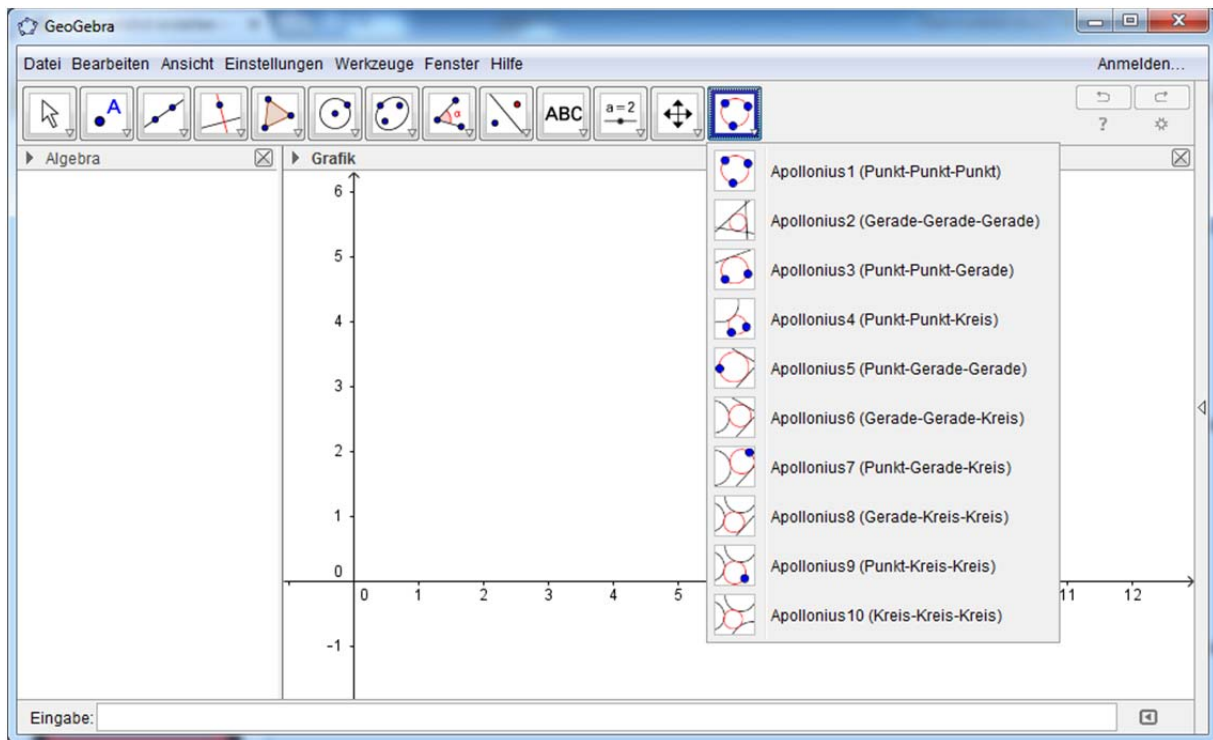 GeoGebra
Datei Bearbeiten Ansicht Einstellungen Werkzeuge Fenster Hilfe Anmelden...
A α ABC a=2 ?
Algebra Grafik
Apollonius1 (Punkt-Punkt-Punkt)
Apollonius2 (Gerade-Gerade-Gerade)
Apollonius3 (Punkt-Punkt-Gerade)
Apollonius4 (Punkt-Punkt-Kreis)
Apollonius5 (Punkt-Gerade-Gerade)
Apollonius6 (Gerade-Gerade-Kreis)
Apollonius7 (Punkt-Gerade-Kreis)
Apollonius8 (Gerade-Kreis-Kreis)
Apollonius9 (Punkt-Kreis-Kreis)
Apollonius10 (Kreis-Kreis-Kreis)
6
5
4
3
2
1
0
0 1 2 3 4 5 11 12
-1
Eingabe: